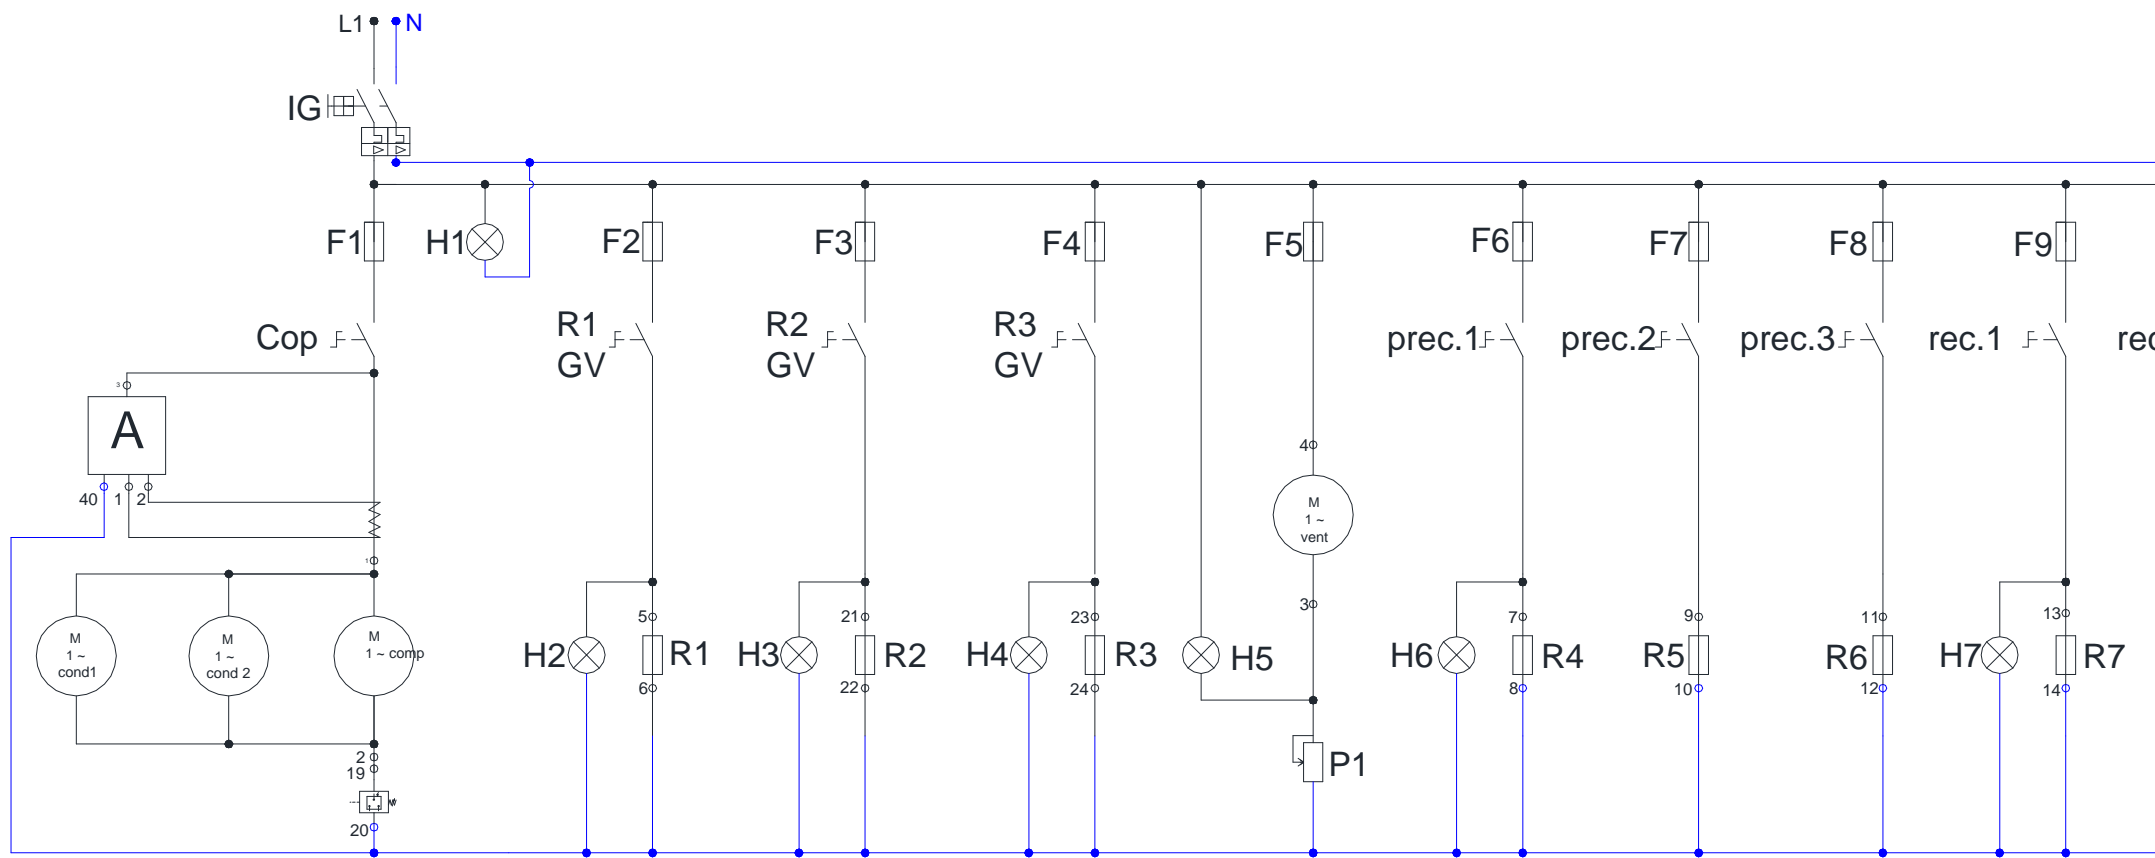 L1 N
IG
F1 H1 F2 F3 F4 F5 F6 F7 F8 F9
Cop R1 GV R2 GV R3 GV prec.1 prec.2 prec.3 rec.1 rec
3
A
40 1 2
4
M
1 ~
vent
1
3
5 21 23 7 9 11 13
M
1 ~
cond1
M
1 ~
cond 2
M
1 ~ comp
H2 R1 H3 R2 H4 R3 H5 H6 R4 R5 R6 H7 R7
6 22 24 8 10 12 14
2
19
P1
20